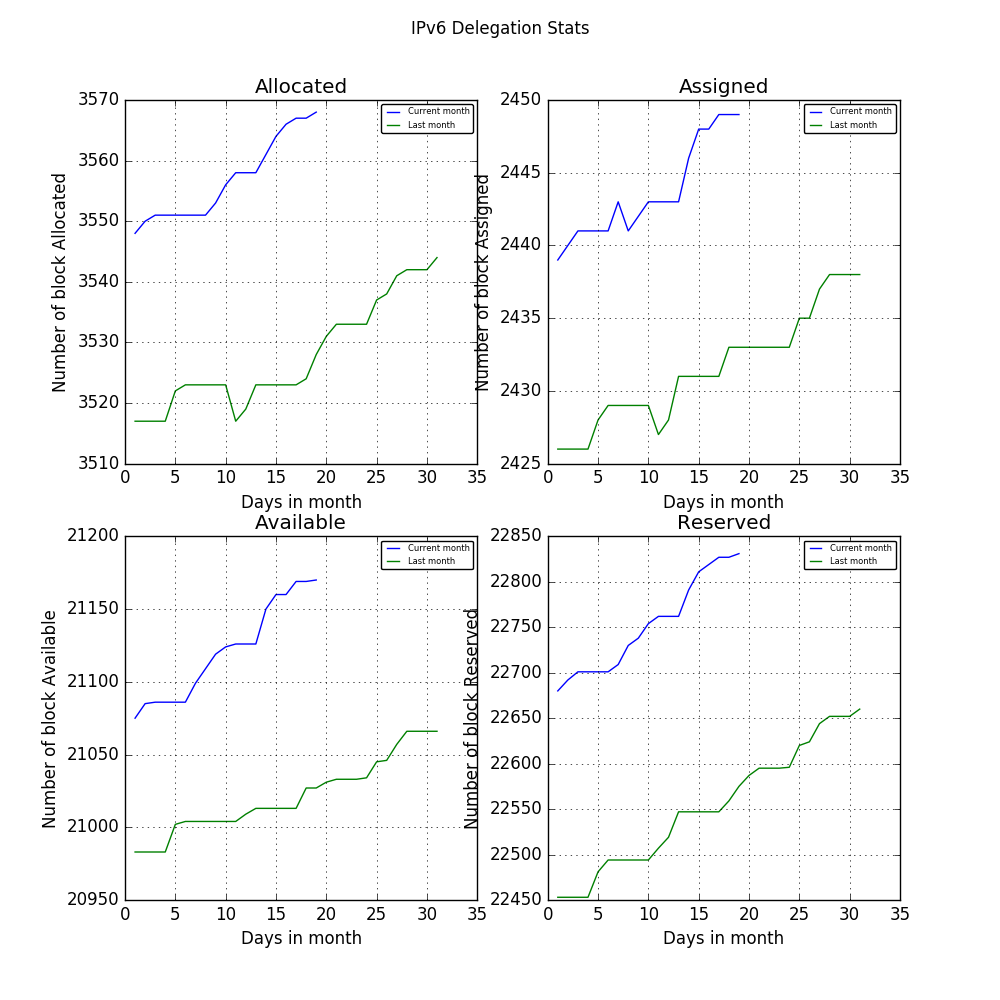 IPv6 Delegation Stats
Allocated
Number of block Allocated
3570
3560
3550
3540
3530
3520
3510
0 5 10 15 20 25 30 35
Days in month
Current month
Last month
Assigned
Number of block Assigned
2450
2445
2440
2435
2430
2425
0 5 10 15 20 25 30 35
Days in month
Current month
Last month
Available
Number of block Available
21200
21150
21100
21050
21000
20950
0 5 10 15 20 25 30 35
Days in month
Current month
Last month
Reserved
Number of block Reserved
22850
22800
22750
22700
22650
22600
22550
22500
22450
0 5 10 15 20 25 30 35
Days in month
Current month
Last month